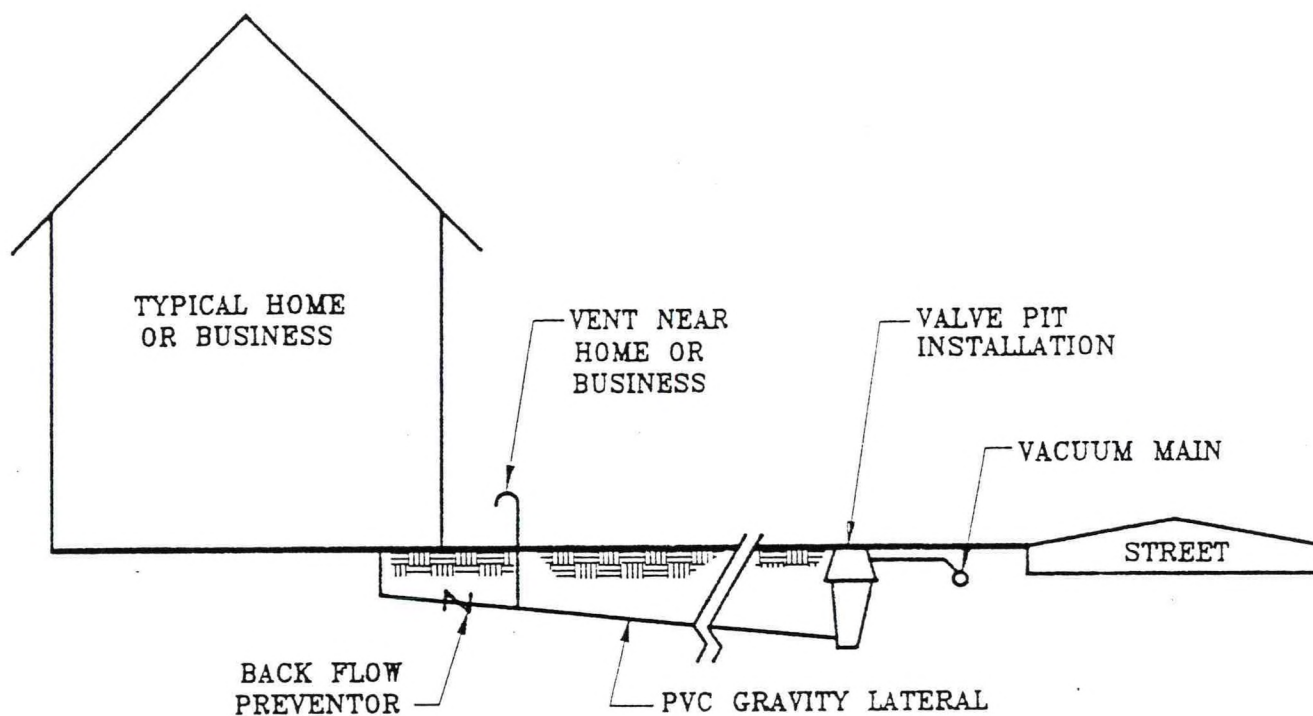 TYPICAL HOME
OR BUSINESS
VENT NEAR
HOME OR
BUSINESS
VALVE PIT
INSTALLATION
VACUUM MAIN
STREET
BACK FLOW
PREVENTOR
PVC GRAVITY LATERAL